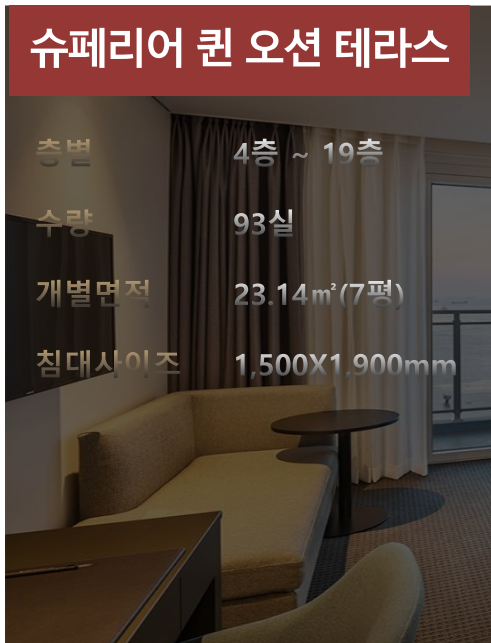 슈페리어 퀸 오션 테라스
층별 4층 ~ 19층
수량 93실
개별면적 23.14㎡(7평)
침대사이즈 1,500X1,900mm